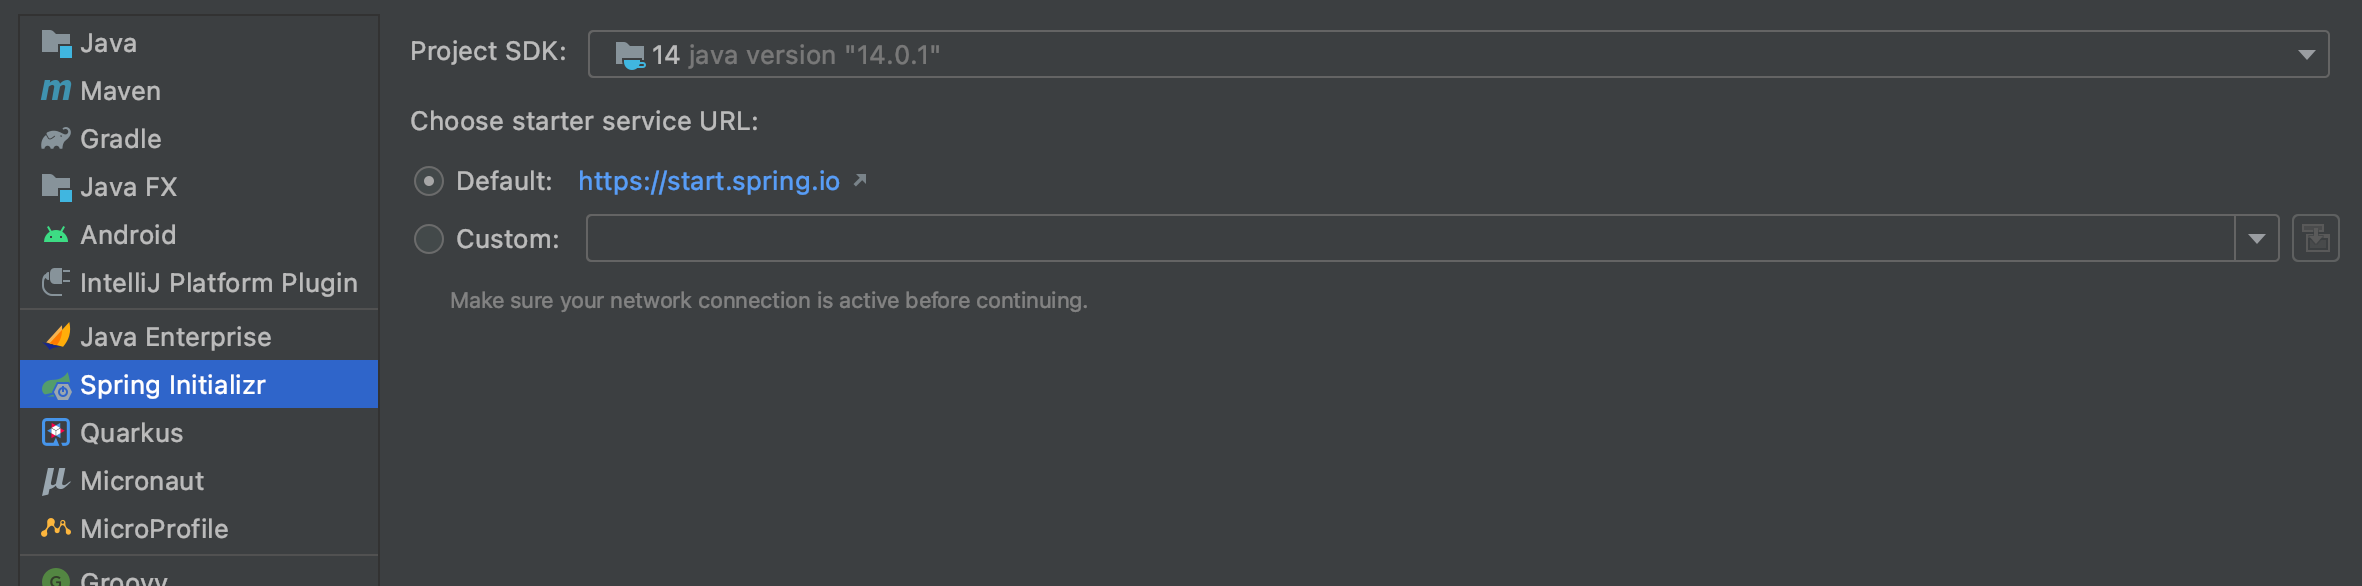 Java
Maven
Gradle
Java FX
Android
IntelliJ Platform Plugin
Java Enterprise
Spring Initializr
Quarkus
Micronaut
MicroProfile
Groovy
Project SDK: 14 java version "14.0.1"
Choose starter service URL:
Default: https://start.spring.io
Custom:
Make sure your network connection is active before continuing.